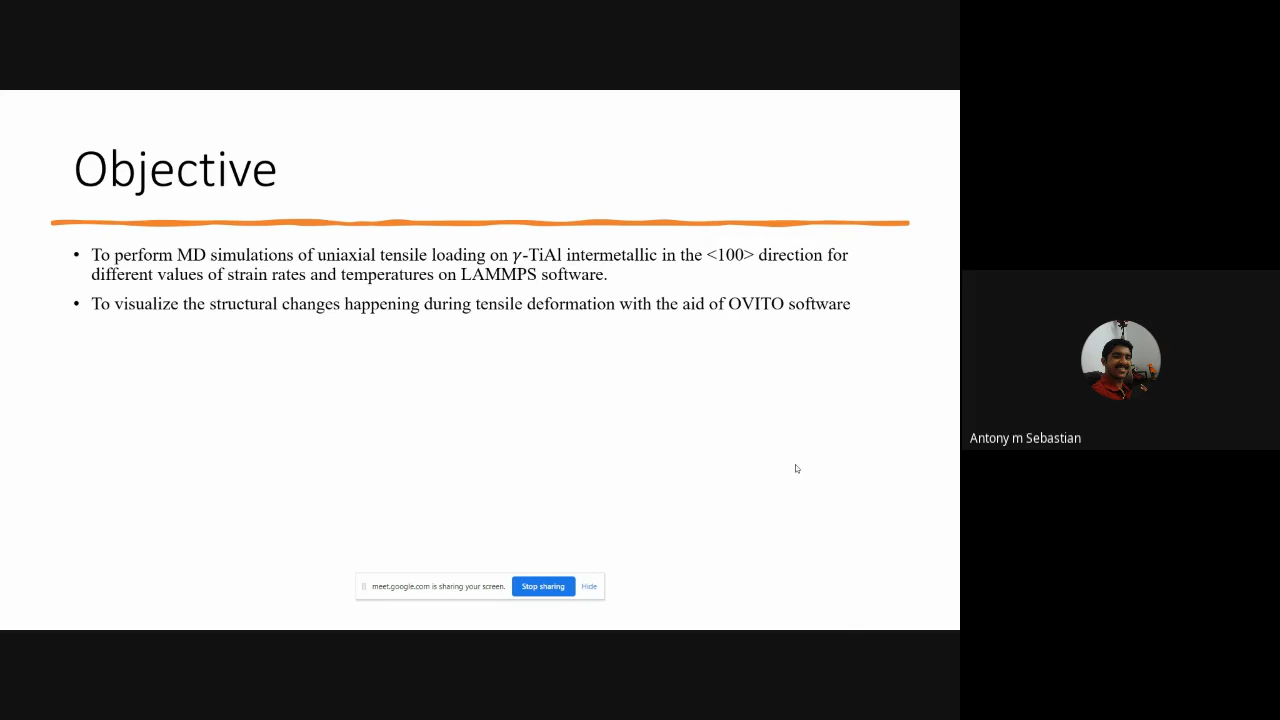 Objective
• To perform MD simulations of uniaxial tensile loading on γ-TiAl intermetallic in the <100> direction for
different values of strain rates and temperatures on LAMMPS software.
• To visualize the structural changes happening during tensile deformation with the aid of OVITO software
Antony m Sebastian
meet.google.com is sharing your screen. Stop sharing Hide